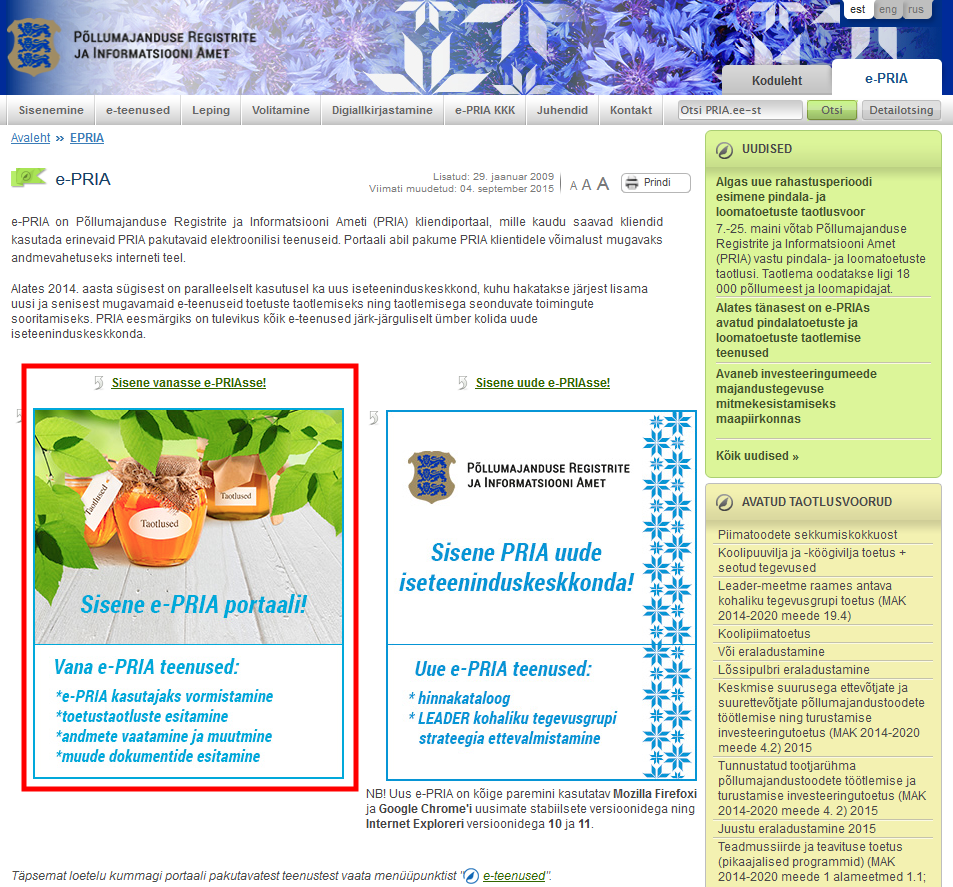 est eng rus
PÕLLUMAJANDUSE REGISTRITE
JA INFORMATSIOONI AMET
Koduleht
e-PRIA
Sisenemine
e-teenused
Leping
Volitamine
Digiallkirjastamine
e-PRIA KKK
Juhendid
Kontakt
Otsi PRIA.ee-st
Otsi
Detailotsing
Avaleht » EPRIA
e-PRIA
Lisatud: 29. jaanuar 2009
Viimati muudetud: 04. september 2015
A A A
Prindi
e-PRIA on Põllumajanduse Registrite ja Informatsiooni Ameti (PRIA) kliendiportaal, mille kaudu saavad kliendid
kasutada erinevaid PRIA pakutavaid elektroonilisi teenuseid. Portaali abil pakume PRIA klientidele võimalust mugavaks
andmevahetuseks interneti teel.
Alates 2014. aasta sügisest on paralleelselt kasutusel ka uus iseteeninduskeskkond, kuhu hakatakse järjest lisama
uusi ja senisest mugavamaid e-teenuseid toetuste taotlemiseks ning taotlemisega seonduvate toimingute
sooritamiseks. PRIA eesmärgiks on tulevikus kõik e-teenused järk-järguliselt ümber kolida uude
iseteeninduskeskkonda.
Sisene vanasse e-PRIAsse!
Taotlused
Taotlused
Taotlused
Sisene e-PRIA portaali!
Vana e-PRIA teenused:
*e-PRIA kasutajaks vormistamine
*toetustaotluste esitamine
*andmete vaatamine ja muutmine
*muude dokumentide esitamine
Sisene uude e-PRIAsse!
PÕLLUMAJANDUSE REGISTRITE
JA INFORMATSIOONI AMET
Sisene PRIA uude
iseteeninduskeskkonda!
Uue e-PRIA teenused:
* hinnakataloog
* LEADER kohaliku tegevusgrupi
strateegia ettevalmistamine
NB! Uus e-PRIA on kõige paremini kasutatav Mozilla Firefoxi
ja Google Chrome'i uusimate stabiilsete versioonidega ning
Internet Exploreri versioonidega 10 ja 11.
Täpsemat loetelu kummagi portaali pakutavatest teenustest vaata menüüpunktist "e-teenused".
UUDISED
Algas uue rahastusperioodi
esimene pindala- ja
loomatoetuste taotlusvoor
7.-25. maini võtab Põllumajanduse
Registrite ja Informatsiooni Amet
(PRIA) vastu pindala- ja loomatoetuste
taotlusi. Taotlema oodatakse ligi 18
000 põllumeest ja loomapidajat.
Alates tänasest on e-PRIAs
avatud pindalatoetuste ja
loomatoetuste taotlemise
teenused
Avaneb investeeringumeede
majandustegevuse
mitmekesistamiseks
maapiirkonnas
Kõik uudised »
AVATUD TAOTLUSVOORUD
Piimatoodete sekkumiskokkuost
Koolipuuvilja ja -köögivilja toetus +
seotud tegevused
Leader-meetme raames antava
kohaliku tegevusgrupi toetus (MAK
2014-2020 meede 19.4)
Koolipiimatoetus
Või eraladustamine
Lõssipulbri eraladustamine
Keskmise suurusega ettevõtjate ja
suurettevõtjate põllumajandustoodete
töötlemise ning turustamise
investeeringutoetus (MAK 2014-2020
meede 4.2) 2015
Tunnustatud tootjarühma
põllumajandustoodete töötlemise ja
turustamise investeeringutoetus (MAK
2014-2020 meede 4. 2) 2015
Juustu eraladustamine 2015
Teadmussiirde ja teavituse toetus
(pikaajalised programmid) (MAK
2014-2020 meede 1 alameetmed 1.1;